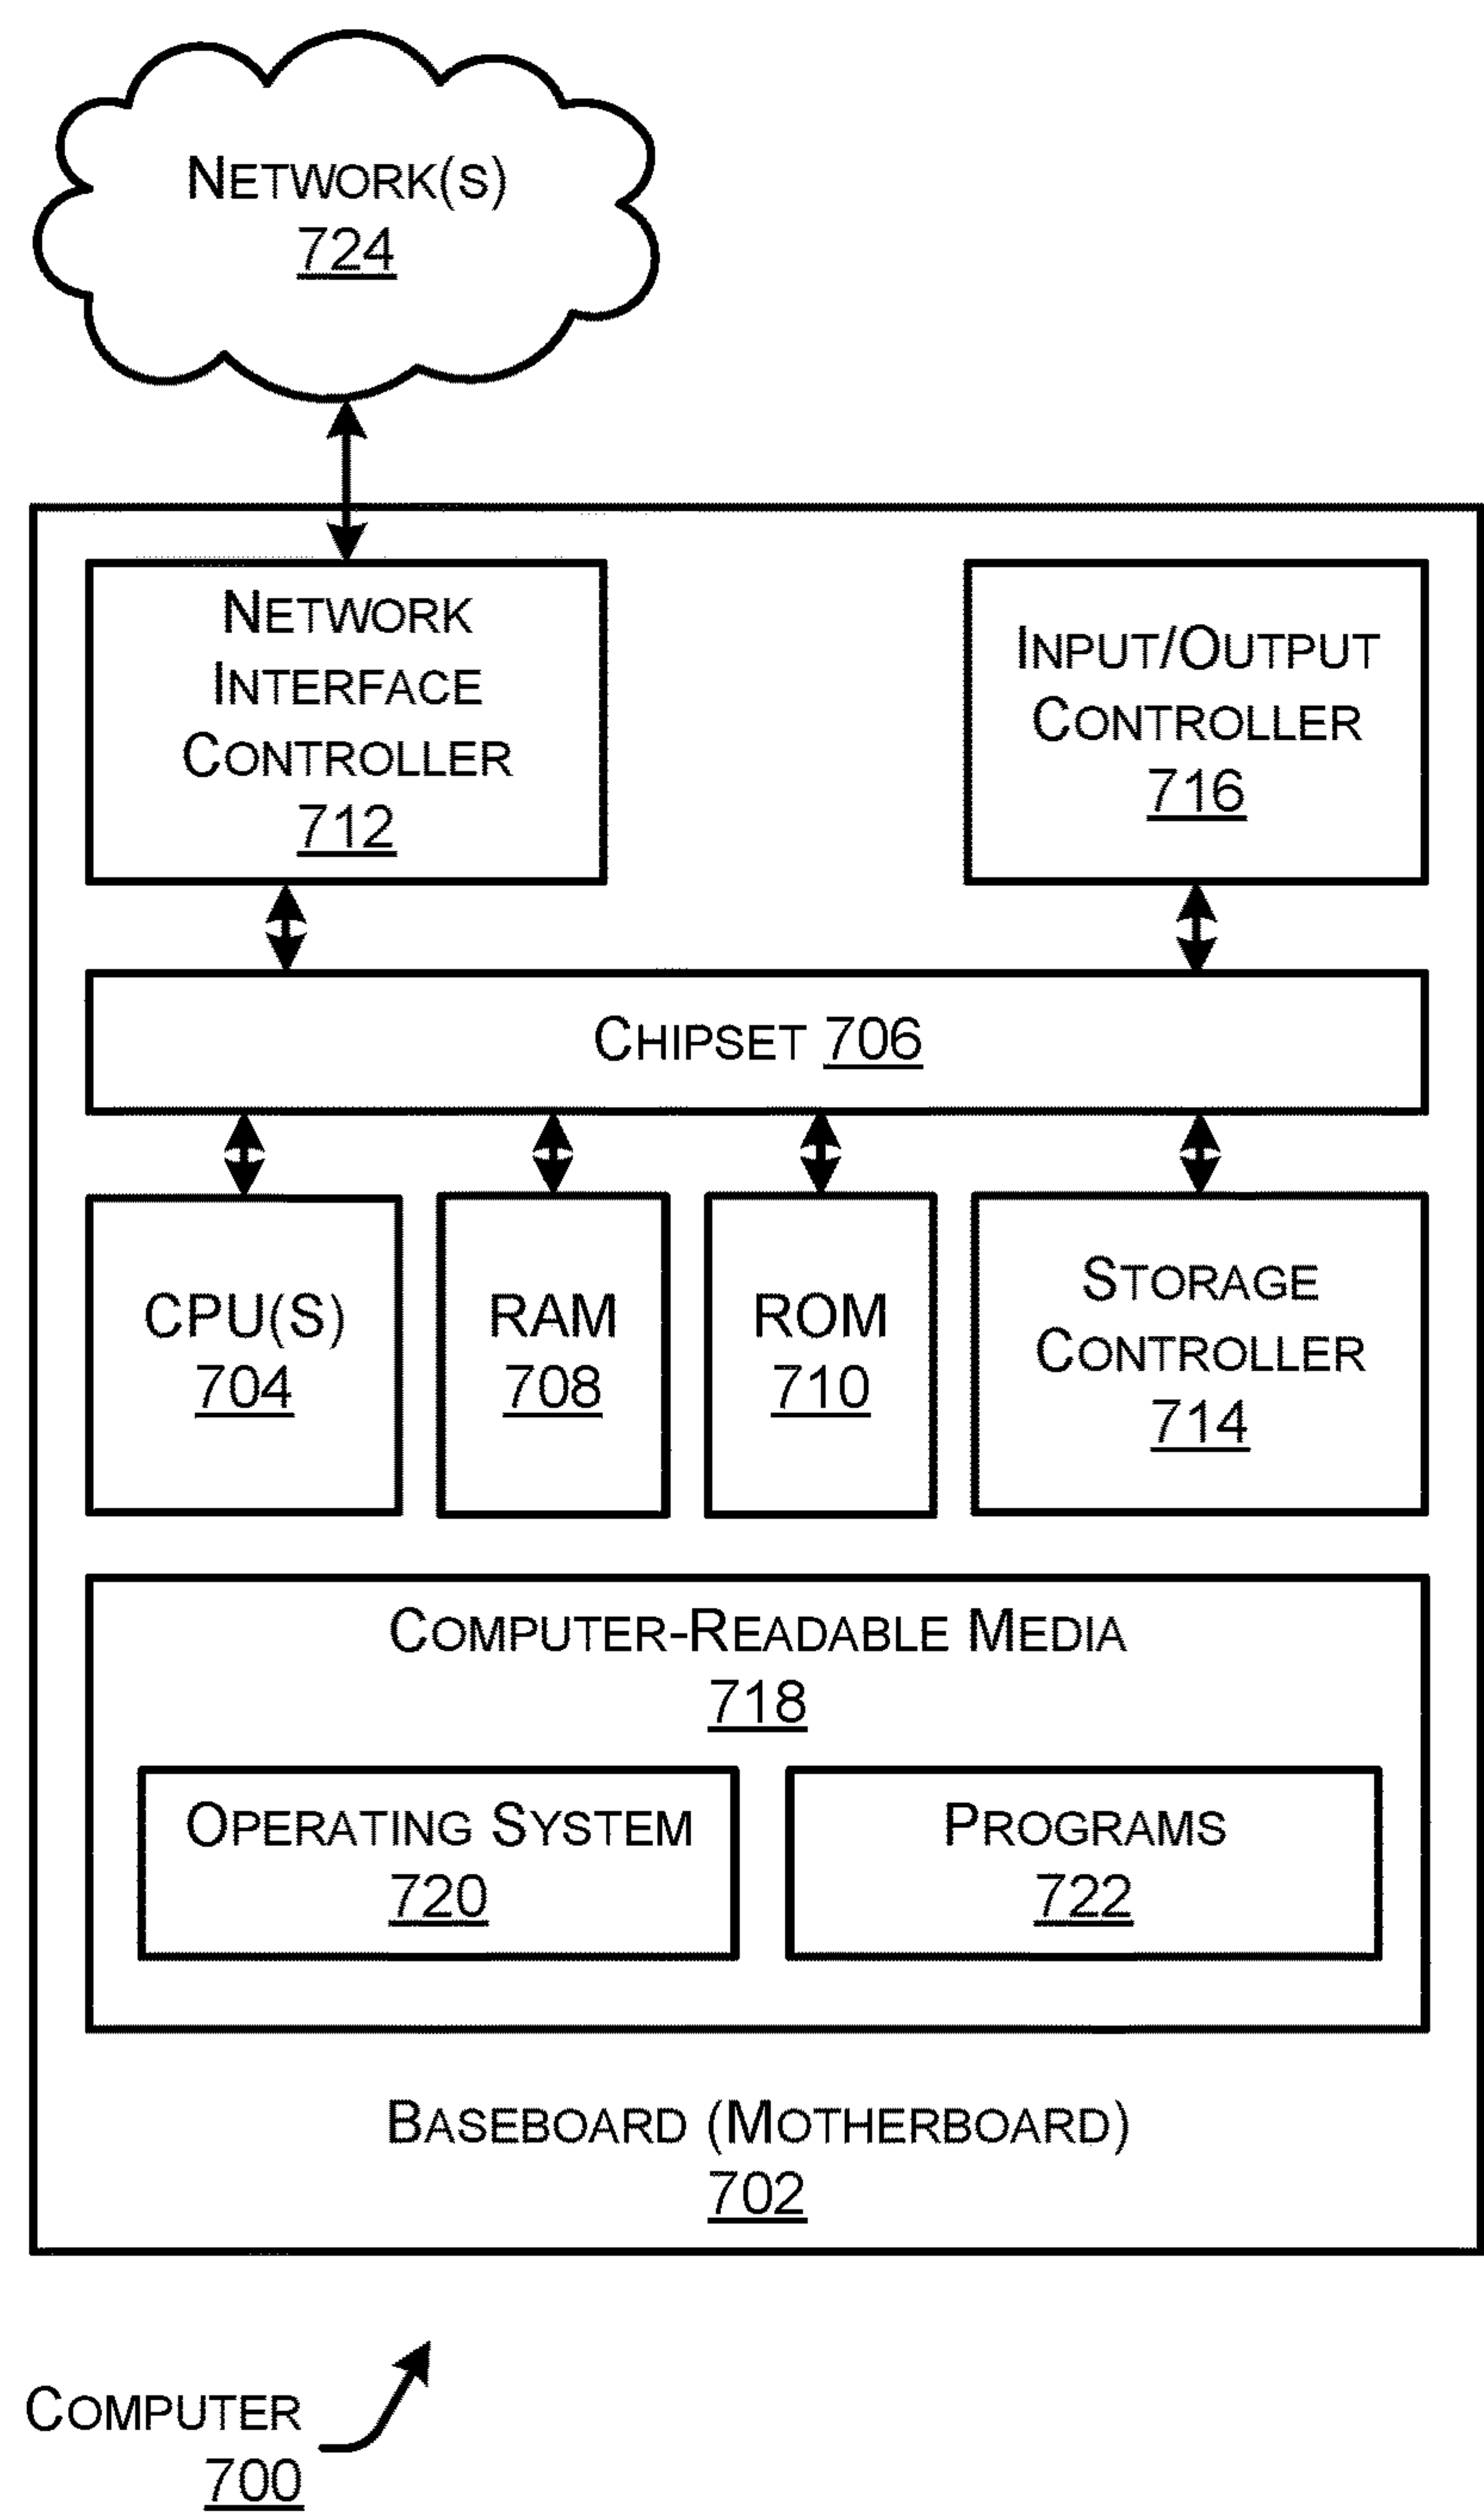 NETWORK(S)
724
NETWORK
INTERFACE
CONTROLLER
712
INPUT/OUTPUT
CONTROLLER
716
CHIPSET 706
CPU(S)
704
RAM
708
ROM
710
STORAGE
CONTROLLER
714
COMPUTER-READABLE MEDIA
718
OPERATING SYSTEM
720
PROGRAMS
722
BASEBOARD (MOTHERBOARD)
702
COMPUTER
700